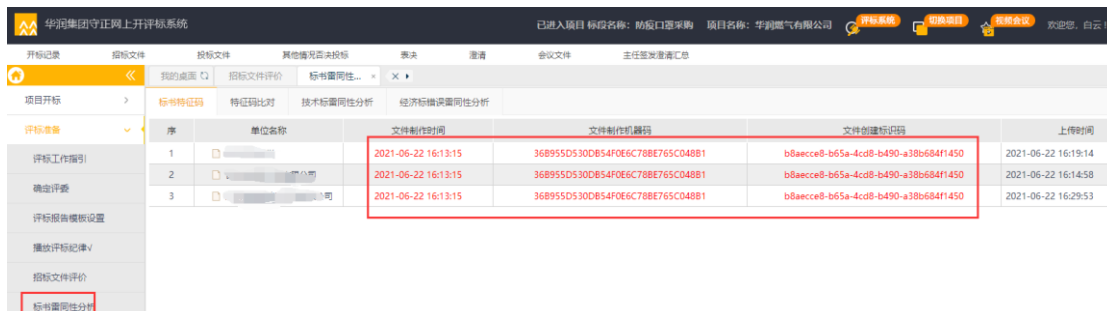 华润集团守正网上开评标系统 已进入项目 标段名称：防疫口罩采购 项目名称：华润燃气有限公司 评标系统 切换项目 视频会议 欢迎您，白云
开标记录 招标文件 投标文件 其他情况否决投标 表决 澄清 会议文件 主任签发澄清汇总
我的桌面 招标文件评价 标书雷同性... ×
项目开标 > 标书特征码 特征码比对 技术标雷同性分析 经济标错误雷同性分析
评标准备 序 单位名称 文件制作时间 文件制作机器码 文件创建标识码 上传时间
评标工作指引 1 2021-06-22 16:13:15 36B955D530DB54F0E6C78BE765C048B1 b8aecce8-b65a-4cd8-b490-a38b684f1450 2021-06-22 16:19:14
2 2021-06-22 16:13:15 36B955D530DB54F0E6C78BE765C048B1 b8aecce8-b65a-4cd8-b490-a38b684f1450 2021-06-22 16:14:58
确定评委 3 司 2021-06-22 16:13:15 36B955D530DB54F0E6C78BE765C048B1 b8aecce8-b65a-4cd8-b490-a38b684f1450 2021-06-22 16:29:53
评标报告模板设置
播放评标纪律√
招标文件评价
标书雷同性分析